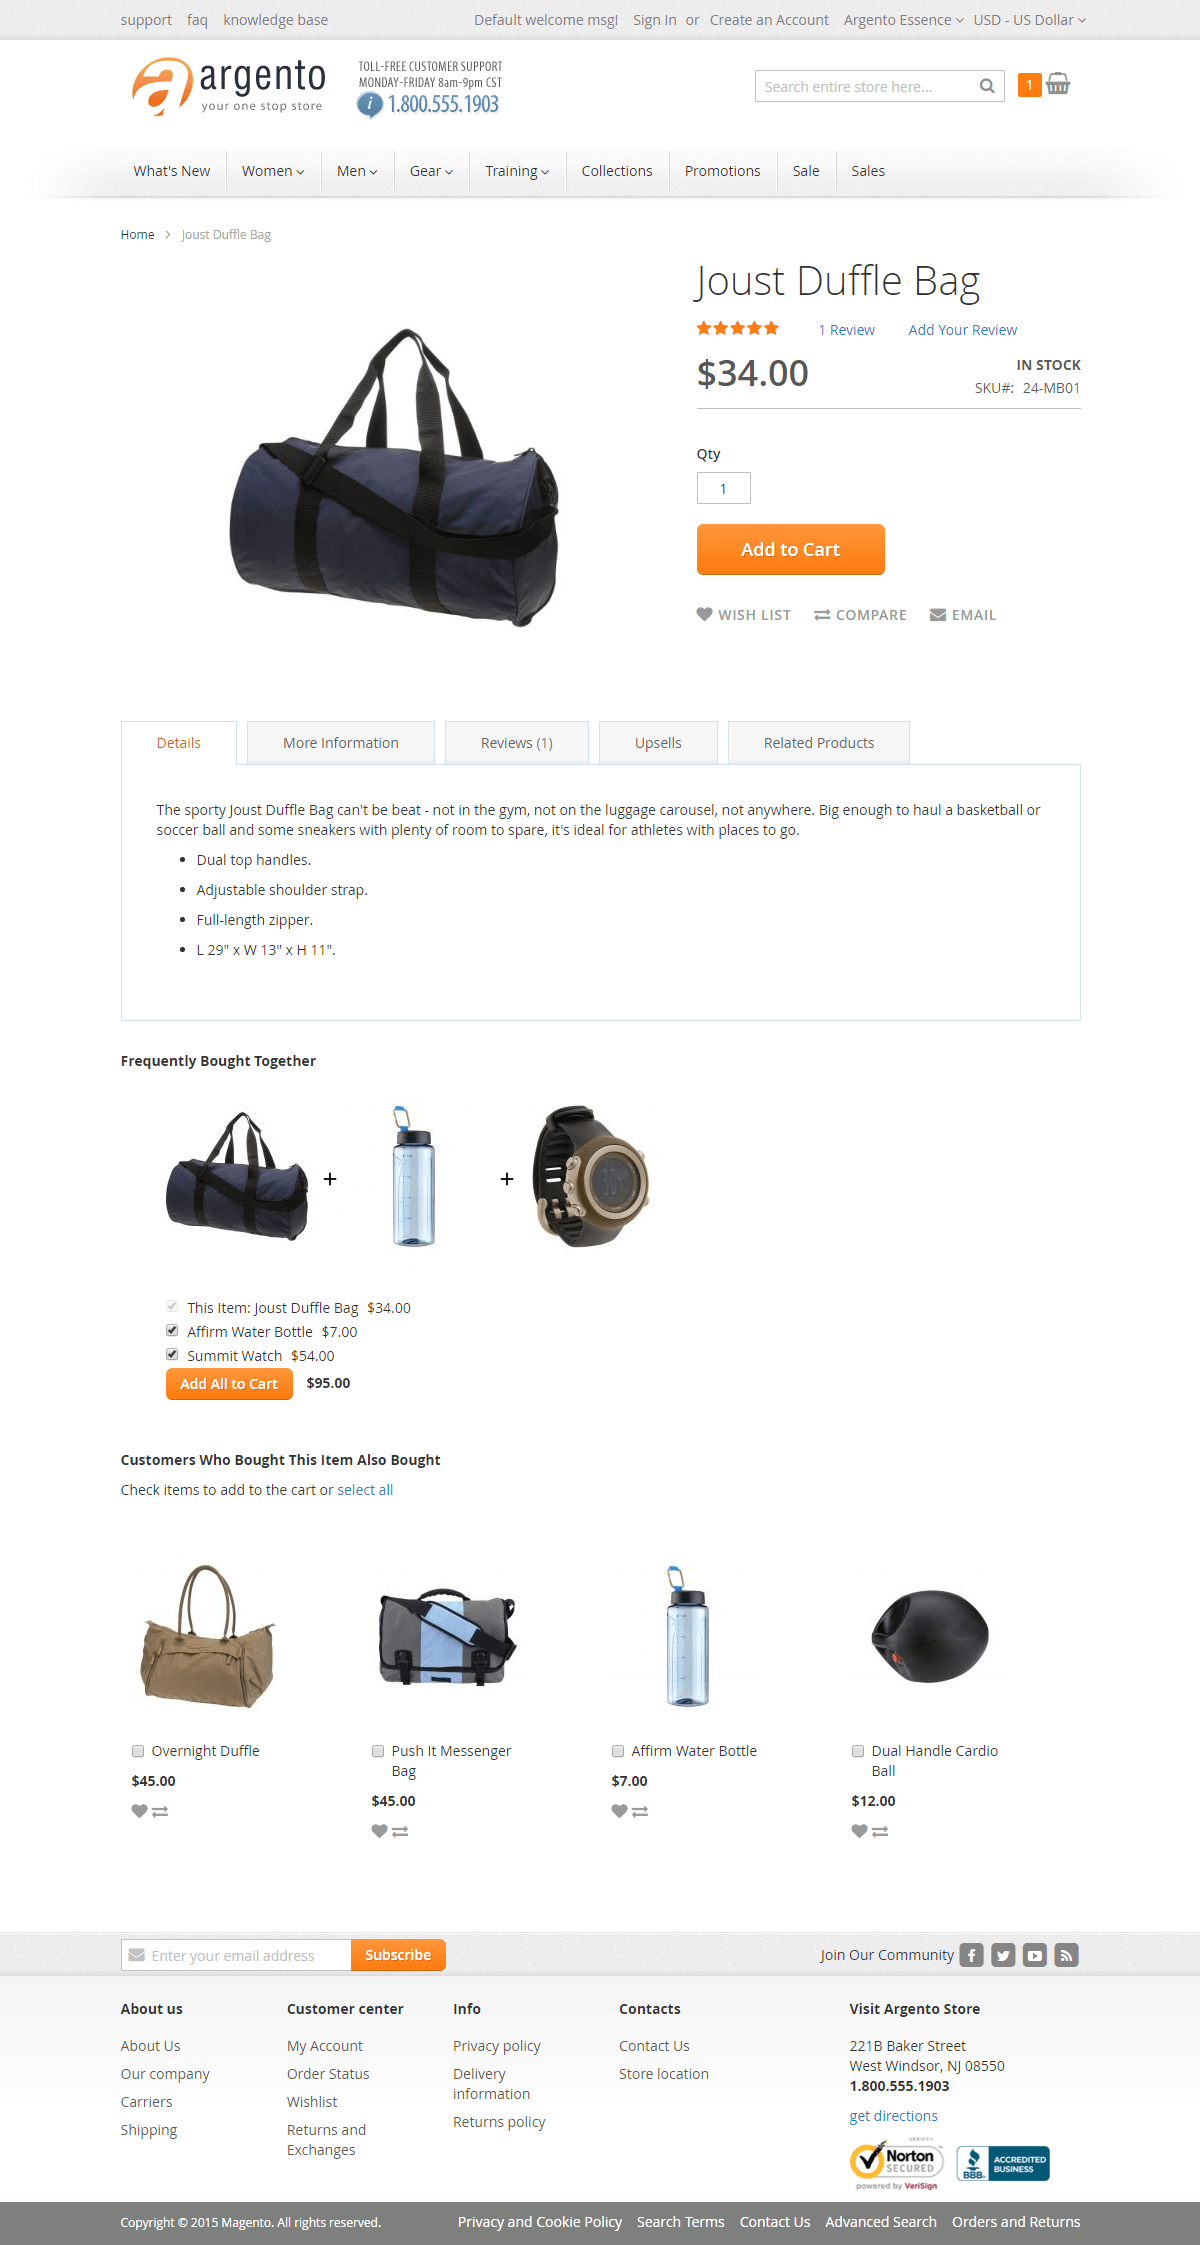 support faq knowledge base Default welcome msg! Sign In or Create an Account Argento Essence USD - US Dollar
argento
your one stop store
TOLL-FREE CUSTOMER SUPPORT
MONDAY-FRIDAY 8am-9pm CST
i 1.800.555.1903
Search entire store here... 1
What's New Women Men Gear Training Collections Promotions Sale Sales
Home Joust Duffle Bag
Joust Duffle Bag
1 Review Add Your Review
$34.00 IN STOCK
SKU#: 24-MB01
Qty
1
Add to Cart
WISH LIST COMPARE EMAIL
Details More Information Reviews (1) Upsells Related Products
The sporty Joust Duffle Bag can't be beat - not in the gym, not on the luggage carousel, not anywhere. Big enough to haul a basketball or
soccer ball and some sneakers with plenty of room to spare, it's ideal for athletes with places to go.
Dual top handles.
Adjustable shoulder strap.
Full-length zipper.
L 29" x W 13" x H 11".
Frequently Bought Together
+ +
This Item: Joust Duffle Bag $34.00
Affirm Water Bottle $7.00
Summit Watch $54.00
Add All to Cart $95.00
Customers Who Bought This Item Also Bought
Check items to add to the cart or select all
Overnight Duffle
$45.00
Push It Messenger
Bag
$45.00
Affirm Water Bottle
$7.00
Dual Handle Cardio
Ball
$12.00
Enter your email address Subscribe Join Our Community
About us
About Us
Our company
Carriers
Shipping
Customer center
My Account
Order Status
Wishlist
Returns and
Exchanges
Info
Privacy policy
Delivery
information
Returns policy
Contacts
Contact Us
Store location
Visit Argento Store
221B Baker Street
West Windsor, NJ 08550
1.800.555.1903
get directions
VERIFY
Norton
SECURED
powered by VeriSign
BBB
ACCREDITED
BUSINESS
Copyright © 2015 Magento. All rights reserved. Privacy and Cookie Policy Search Terms Contact Us Advanced Search Orders and Returns